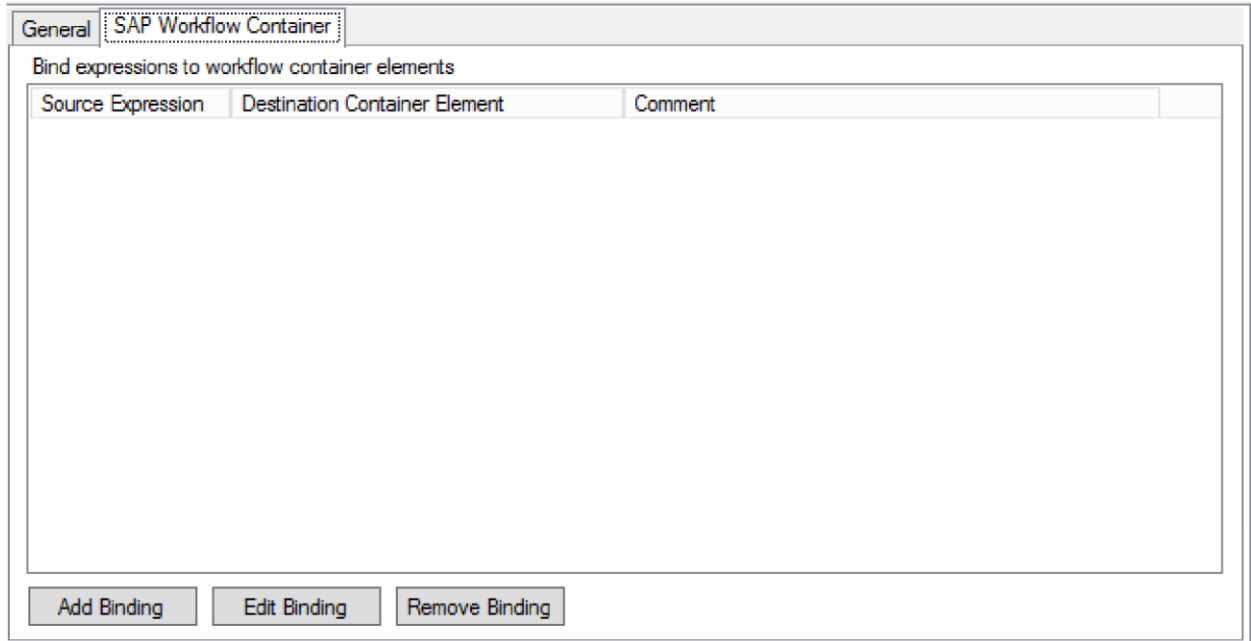 General SAP Workflow Container
Bind expressions to workflow container elements
Source Expression Destination Container Element Comment
Add Binding Edit Binding Remove Binding